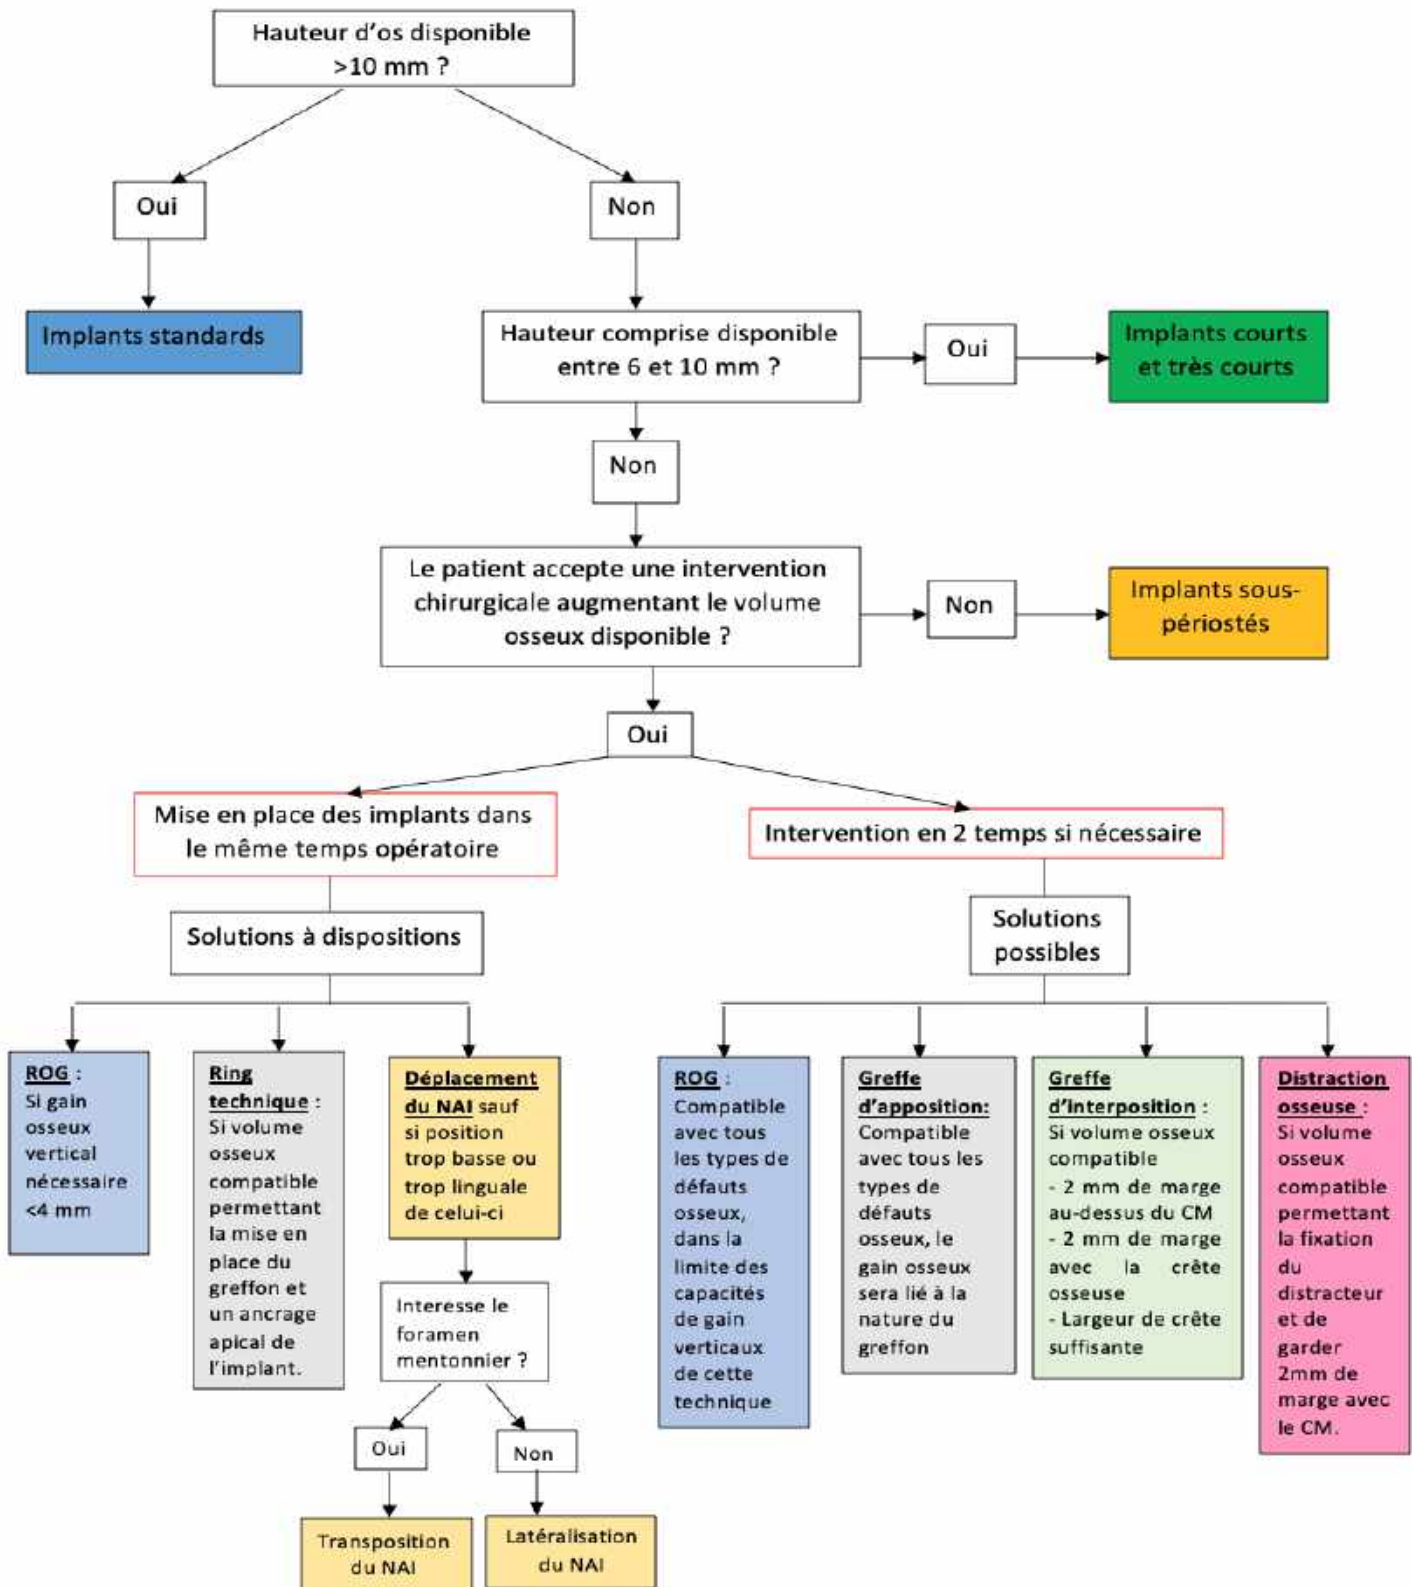 Hauteur d'os disponible
>10 mm ?
Oui
Non
Implants standards
Hauteur comprise disponible
entre 6 et 10 mm ?
Oui
Implants courts
et très courts
Non
Le patient accepte une intervention
chirurgicale augmentant le volume
osseux disponible ?
Non
Implants sous-
périostés
Oui
Mise en place des implants dans
le même temps opératoire
Intervention en 2 temps si nécessaire
Solutions à dispositions
Solutions
possibles
ROG :
Si gain
osseux
vertical
nécessaire
<4 mm
Ring
technique :
Si volume
osseux
compatible
permettant
la mise en
place du
greffon et
un ancrage
apical de
l'implant.
Déplacement
du NAI sauf
si position
trop basse ou
trop linguale
de celui-ci
Interesse le
foramen
mentonnier ?
Oui
Non
Transposition
du NAI
Latéralisation
du NAI
ROG :
Compatible
avec tous
les types de
défauts
osseux,
dans la
limite des
capacités
de gain
verticaux
de cette
technique
Greffe
d'apposition:
Compatible
avec tous les
types de
défauts
osseux, le
gain osseux
sera lié à la
nature du
greffon
Greffe
d'interposition :
Si volume osseux
compatible
- 2 mm de marge
au-dessus du CM
- 2 mm de marge
avec la crête
osseuse
- Largeur de crête
suffisante
Distraction
osseuse :
Si volume
osseux
compatible
permettant
la fixation
du
distracteur
et de
garder
2mm de
marge avec
le CM.